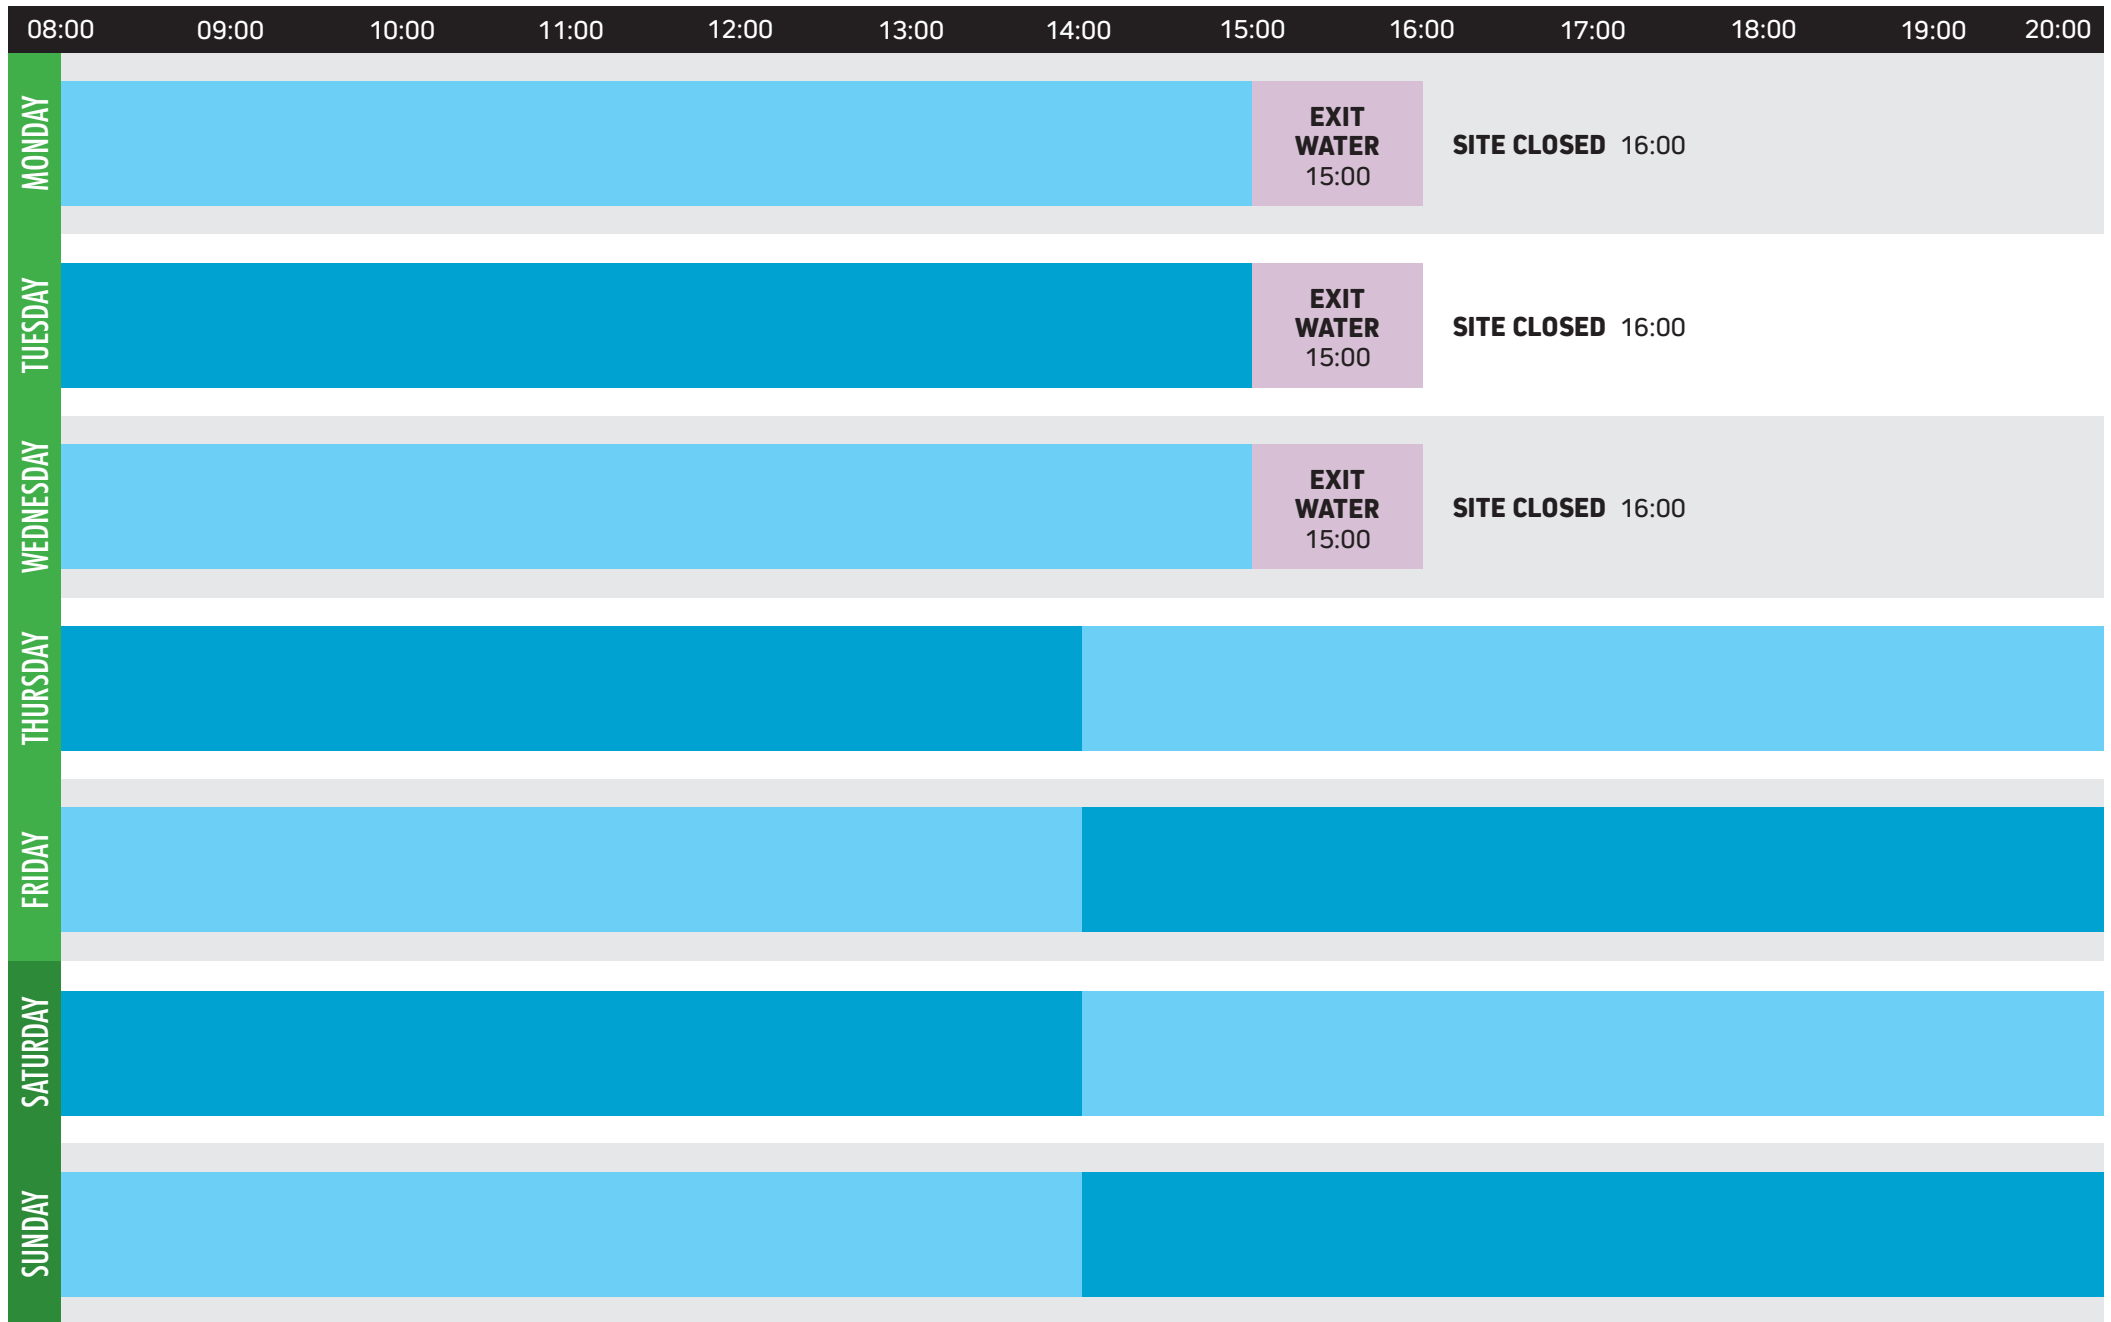 08:00 09:00 10:00 11:00 12:00 13:00 14:00 15:00 16:00 17:00 18:00 19:00 20:00
MONDAY
EXIT
WATER
15:00
SITE CLOSED 16:00
TUESDAY
EXIT
WATER
15:00
SITE CLOSED 16:00
WEDNESDAY
EXIT
WATER
15:00
SITE CLOSED 16:00
THURSDAY
FRIDAY
SATURDAY
SUNDAY